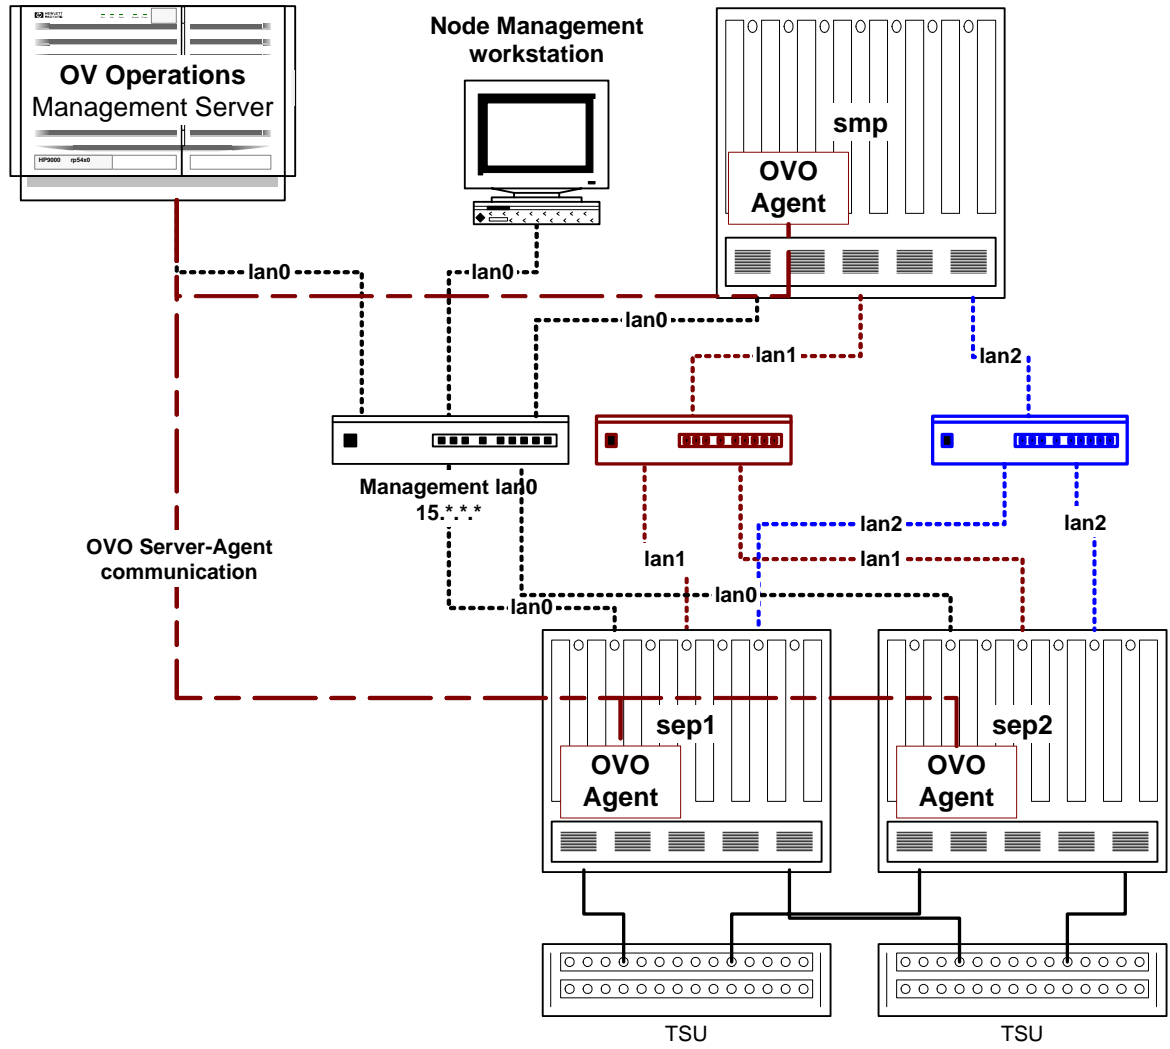 HEWLETT
PACKARD
OV Operations
Management Server
HP9000 rp54x0
Node Management
workstation
smp
OVO
Agent
lan0
lan0
lan0
lan1
lan2
Management lan0
15.*.*.*
lan2
lan2
lan1
lan1
OVO Server-Agent
communication
lan0
lan0
sep1
sep2
OVO
Agent
OVO
Agent
TSU
TSU